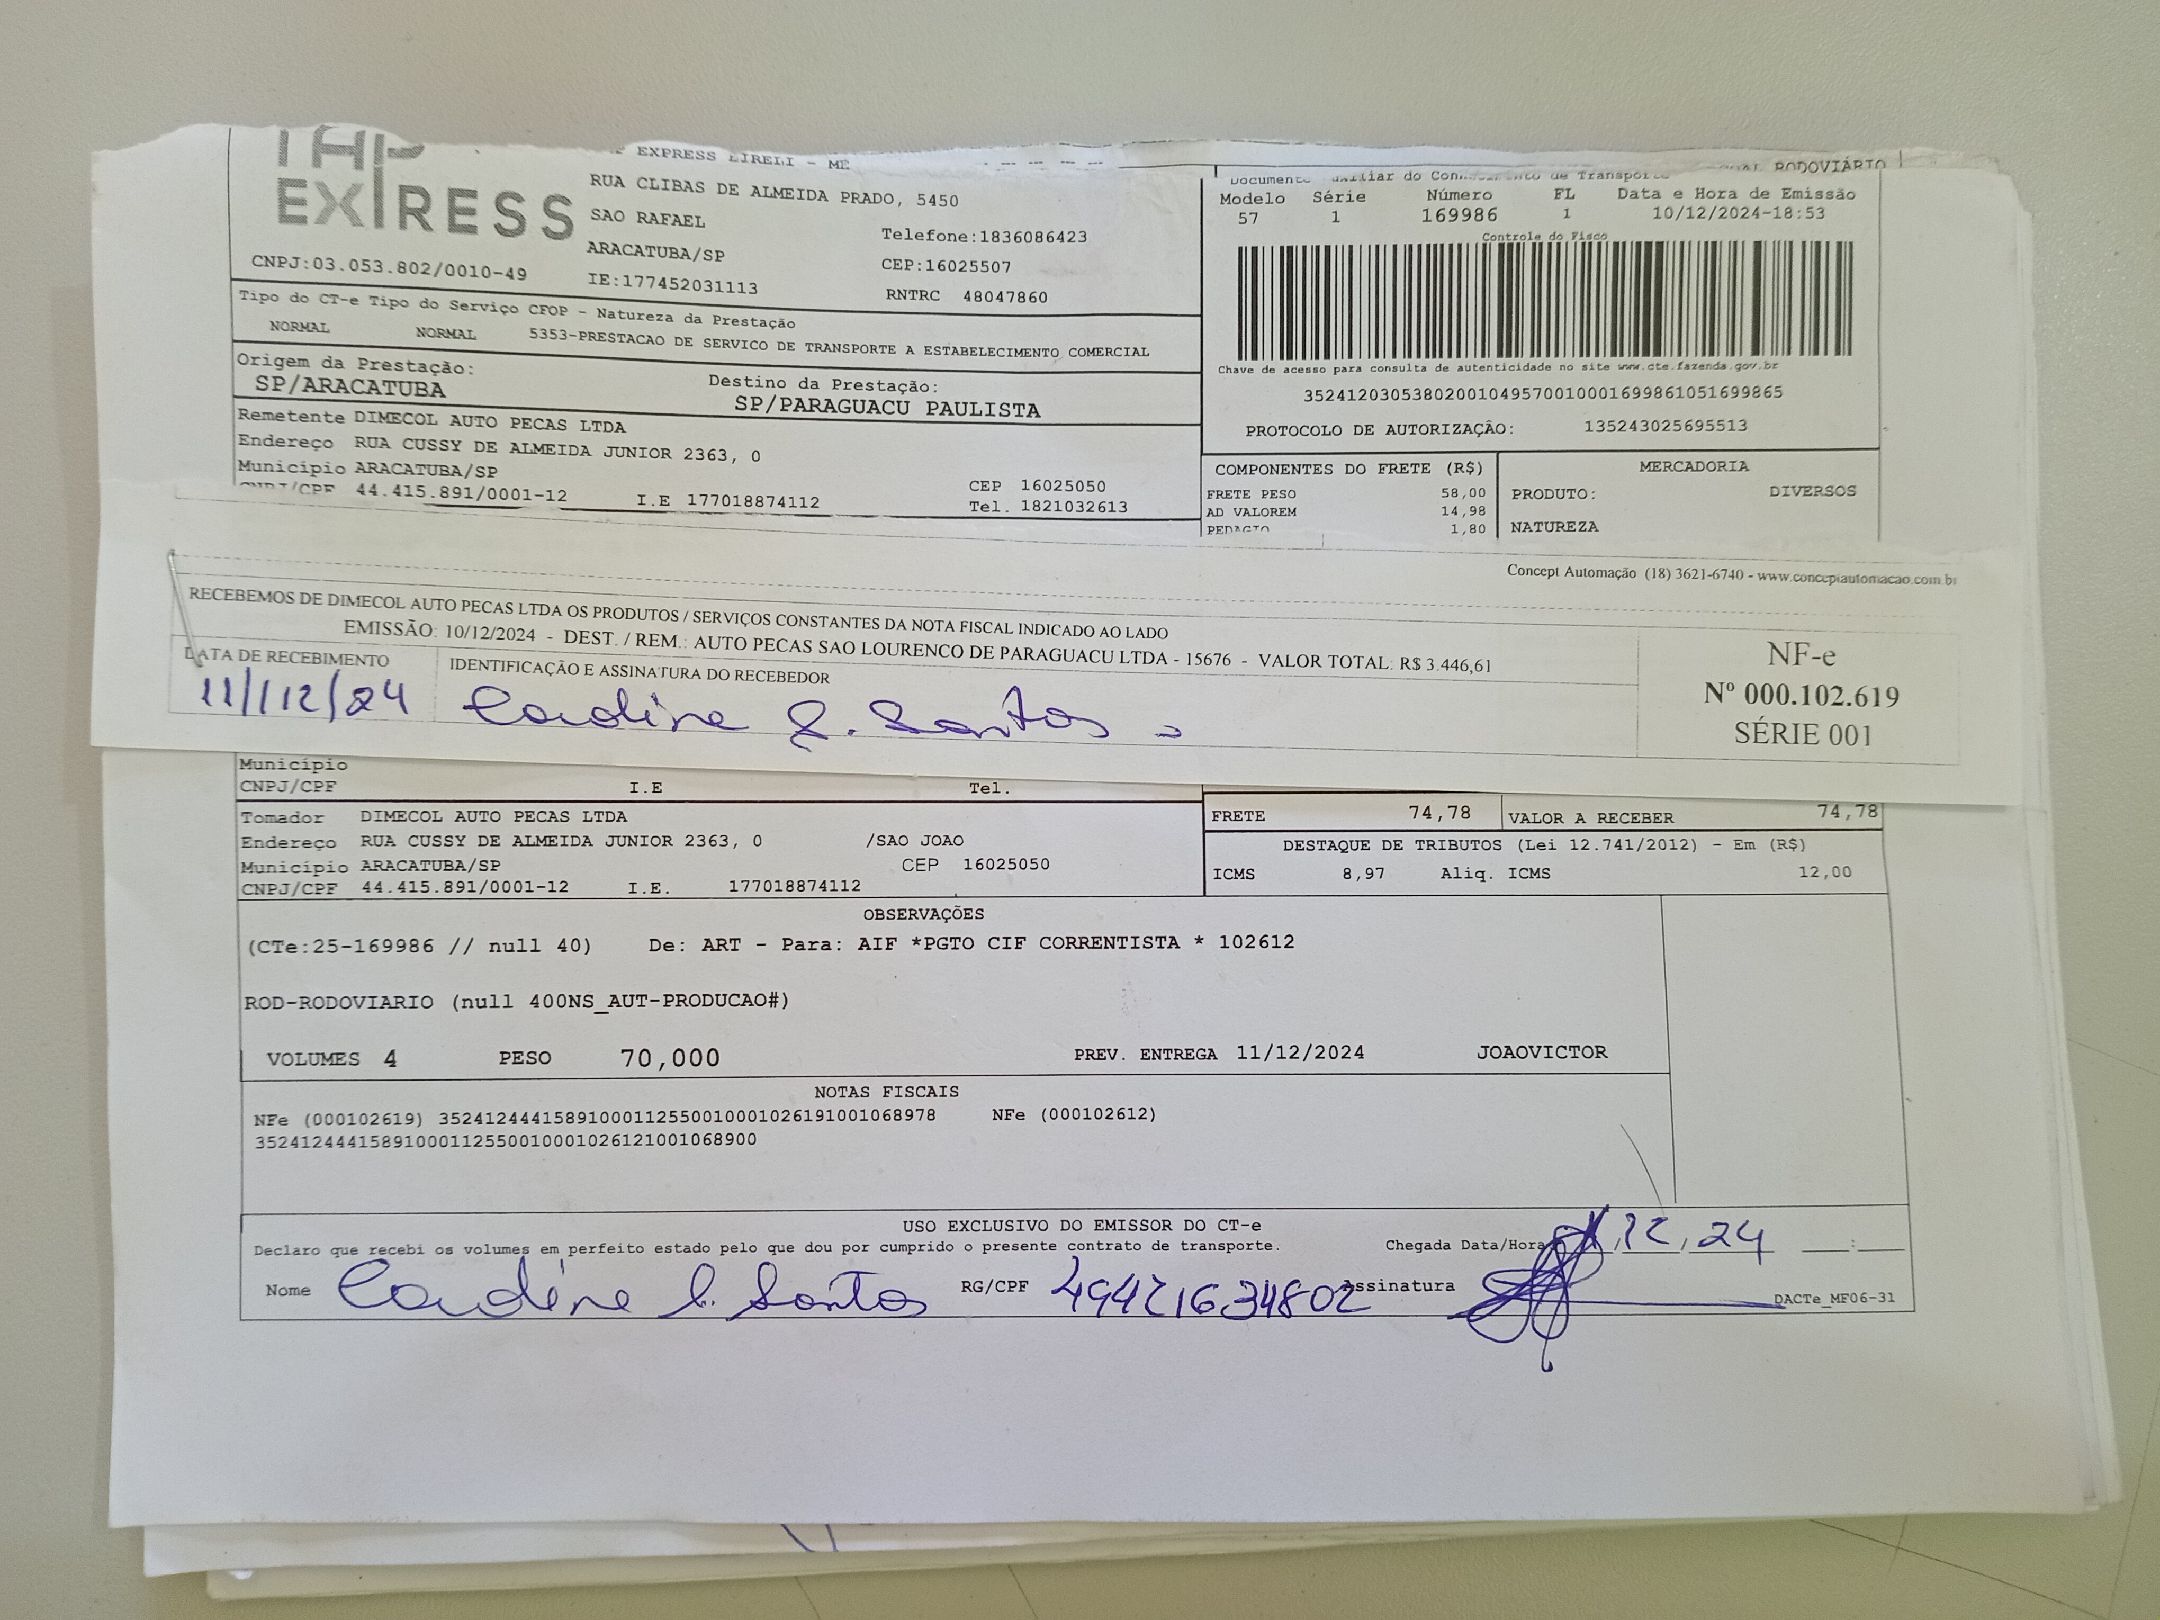 EXPRESS
EXPRESS EIRELI - ME
RUA CLIBAS DE ALMEIDA PRADO, 5450
SAO RAFAEL
Telefone:1836086423
ARACATUBA/SP
CEP:16025507
CNPJ:03.053.802/0010-49
IE:177452031113
RNTRC 48047860
RODOVIÁRIO
Modelo Série Número FL Data e Hora de Emissão
57 1 169986 1 10/12/2024-18:53
Controle do Fisco
Chave de acesso para consulta de autenticidade no site www.cte.fazenda.gov.br
35241203053802001049570010001699861051699865
PROTOCOLO DE AUTORIZAÇÃO: 135243025695513
Tipo do CT-e Tipo do Serviço CFOP - Natureza da Prestação
NORMAL NORMAL 5353-PRESTACAO DE SERVICO DE TRANSPORTE A ESTABELECIMENTO COMERCIAL
Origem da Prestação: Destino da Prestação:
SP/ARACATUBA SP/PARAGUACU PAULISTA
Remetente DIMECOL AUTO PECAS LTDA
Endereço RUA CUSSY DE ALMEIDA JUNIOR 2363, 0
Município ARACATUBA/SP CEP 16025050
CNPJ/CPF 44.415.891/0001-12 I.E 177018874112 Tel. 1821032613
COMPONENTES DO FRETE (R$) MERCADORIA
FRETE PESO 58,00 PRODUTO: DIVERSOS
AD VALOREM 14,98
PEDAGIO 1,80 NATUREZA
Concept Automação (18) 3621-6740 - www.conceptautomacao.com.br
RECEBEMOS DE DIMECOL AUTO PECAS LTDA OS PRODUTOS / SERVIÇOS CONSTANTES DA NOTA FISCAL INDICADO AO LADO
EMISSÃO: 10/12/2024 - DEST. / REM.: AUTO PECAS SAO LOURENCO DE PARAGUACU LTDA - 15676 - VALOR TOTAL: R$ 3.446,61
DATA DE RECEBIMENTO IDENTIFICAÇÃO E ASSINATURA DO RECEBEDOR
11/12/24 Caroline S. Santos
NF-e
Nº 000.102.619
SÉRIE 001
Município
CNPJ/CPF I.E Tel.
Tomador DIMECOL AUTO PECAS LTDA
Endereço RUA CUSSY DE ALMEIDA JUNIOR 2363, 0 /SAO JOAO
Município ARACATUBA/SP CEP 16025050
CNPJ/CPF 44.415.891/0001-12 I.E. 177018874112
FRETE 74,78 VALOR A RECEBER 74,78
DESTAQUE DE TRIBUTOS (Lei 12.741/2012) - Em (R$)
ICMS 8,97 Aliq. ICMS 12,00
OBSERVAÇÕES
(CTe:25-169986 // null 40) De: ART - Para: AIF *PGTO CIF CORRENTISTA * 102612
ROD-RODOVIARIO (null 400NS_AUT-PRODUCAO#)
VOLUMES 4 PESO 70,000 PREV. ENTREGA 11/12/2024 JOAOVICTOR
NOTAS FISCAIS
NFe (000102619) 35241244415891000112550010001026191001068978 NFe (000102612)
35241244415891000112550010001026121001068900
USO EXCLUSIVO DO EMISSOR DO CT-e
Declaro que recebi os volumes em perfeito estado pelo que dou por cumprido o presente contrato de transporte. Chegada Data/Hora 12, 24 ___:___
Nome Caroline S. Santos RG/CPF 49421634802 Assinatura
DACTe_MF06-31